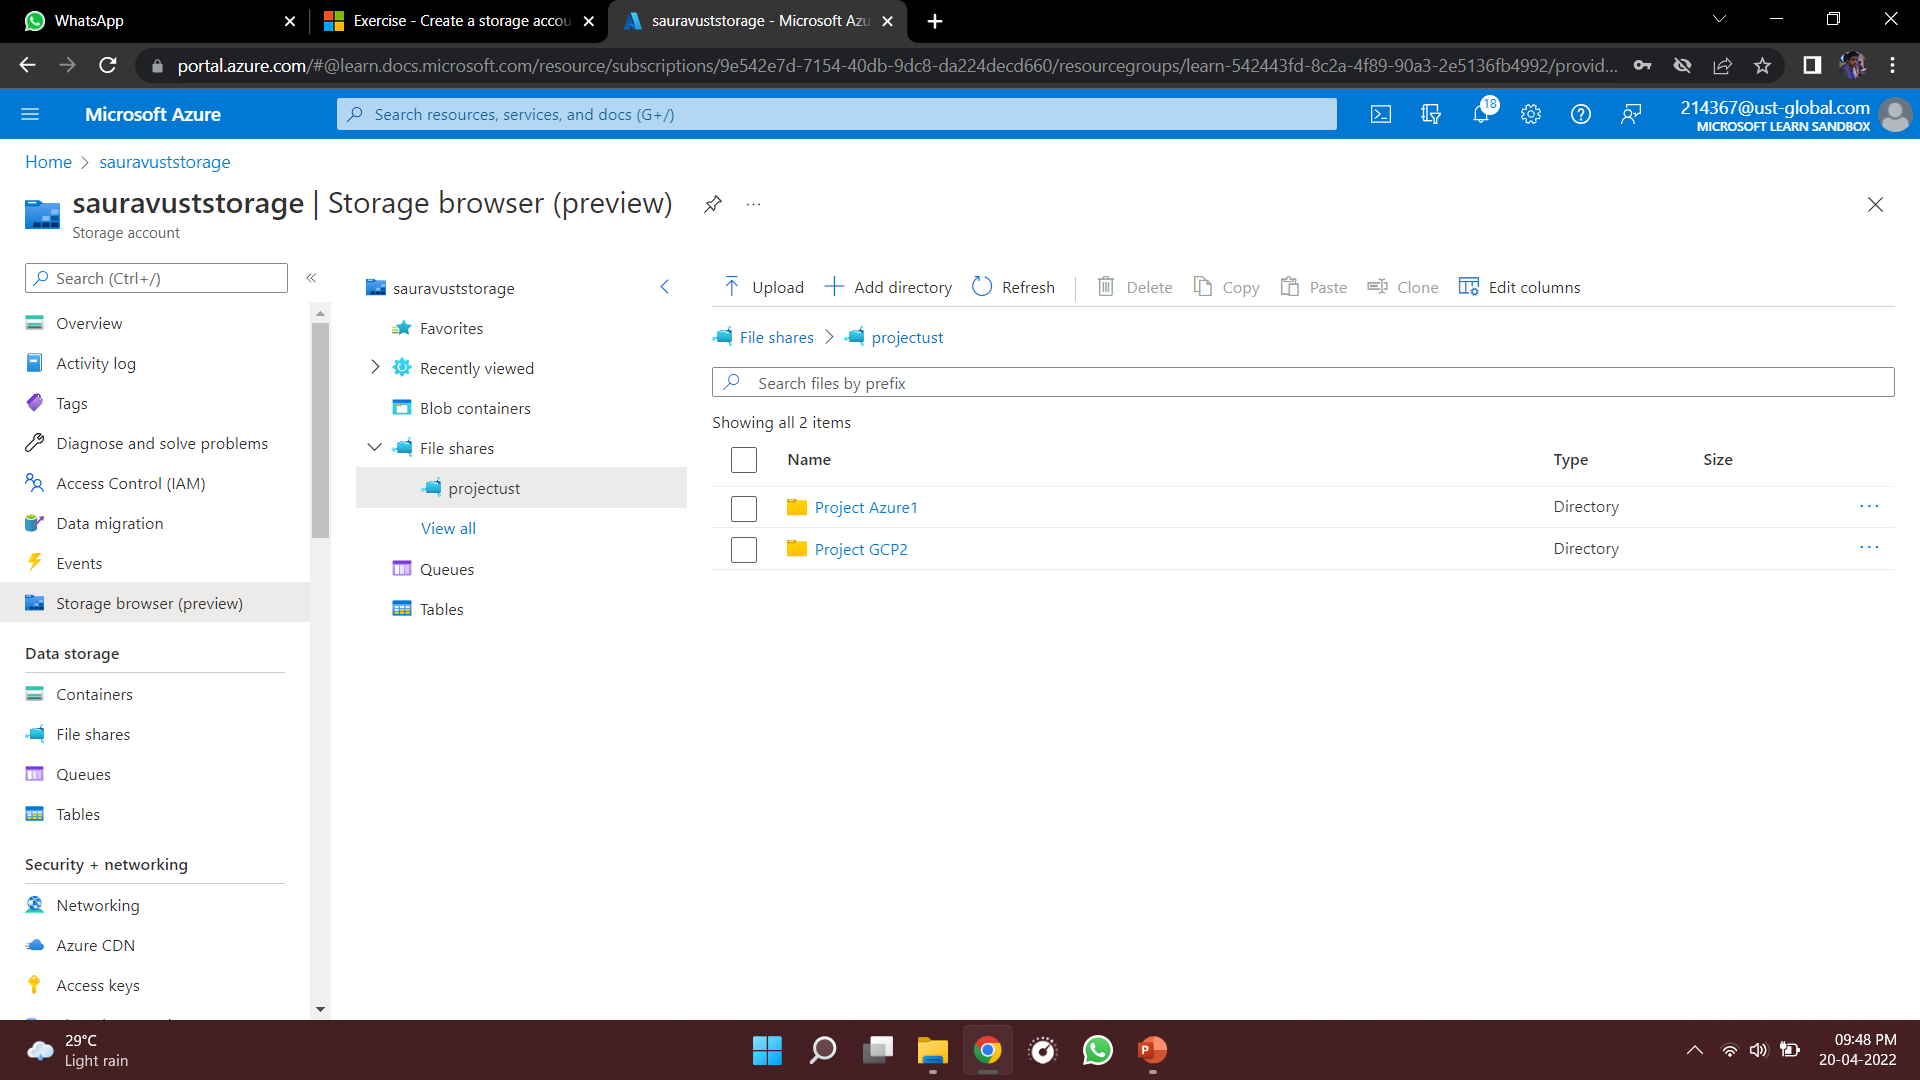 WhatsApp
Exercise - Create a storage accou
sauravuststorage - Microsoft Azu
portal.azure.com/#@learn.docs.microsoft.com/resource/subscriptions/9e542e7d-7154-40db-9dc8-da224decd660/resourcegroups/learn-542443fd-8c2a-4f89-90a3-2e5136fb4992/provid...
Microsoft Azure
Search resources, services, and docs (G+/)
18
214367@ust-global.com
MICROSOFT LEARN SANDBOX
Home
sauravuststorage
sauravuststorage | Storage browser (preview)
...
Storage account
Search (Ctrl+/)
Overview
Activity log
Tags
Diagnose and solve problems
Access Control (IAM)
Data migration
Events
Storage browser (preview)
Data storage
Containers
File shares
Queues
Tables
Security + networking
Networking
Azure CDN
Access keys
sauravuststorage
Favorites
Recently viewed
Blob containers
File shares
projectust
View all
Queues
Tables
Upload
Add directory
Refresh
Delete
Copy
Paste
Clone
Edit columns
File shares
projectust
Search files by prefix
Showing all 2 items
Name Type Size
Project Azure1 Directory ...
Project GCP2 Directory ...
29°C
Light rain
09:48 PM
20-04-2022